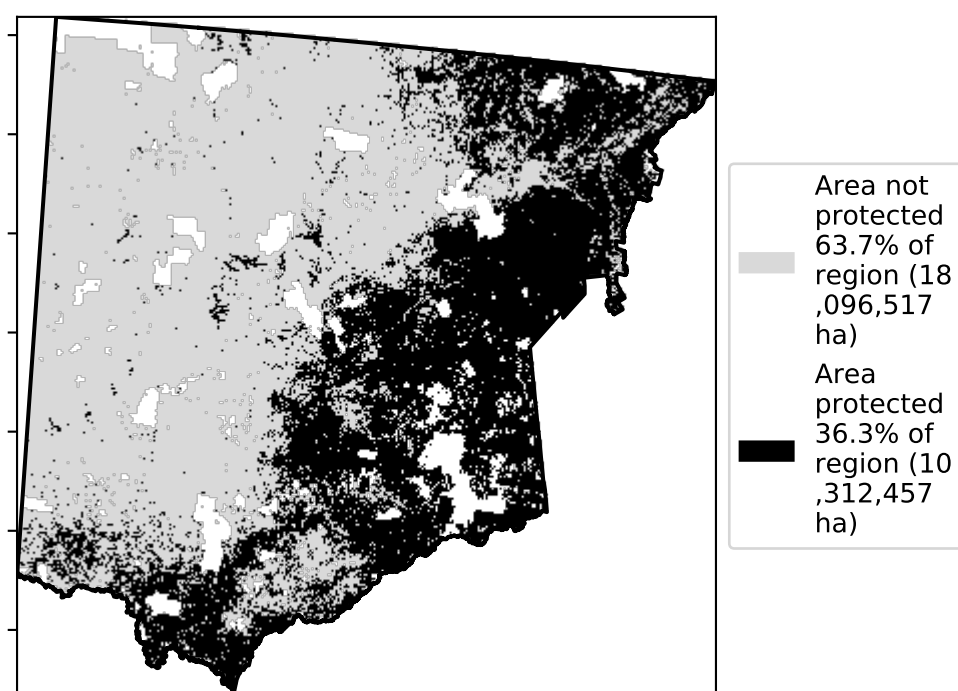 Area not
protected
63.7% of
region (18
,096,517
ha)
Area
protected
36.3% of
region (10
,312,457
ha)